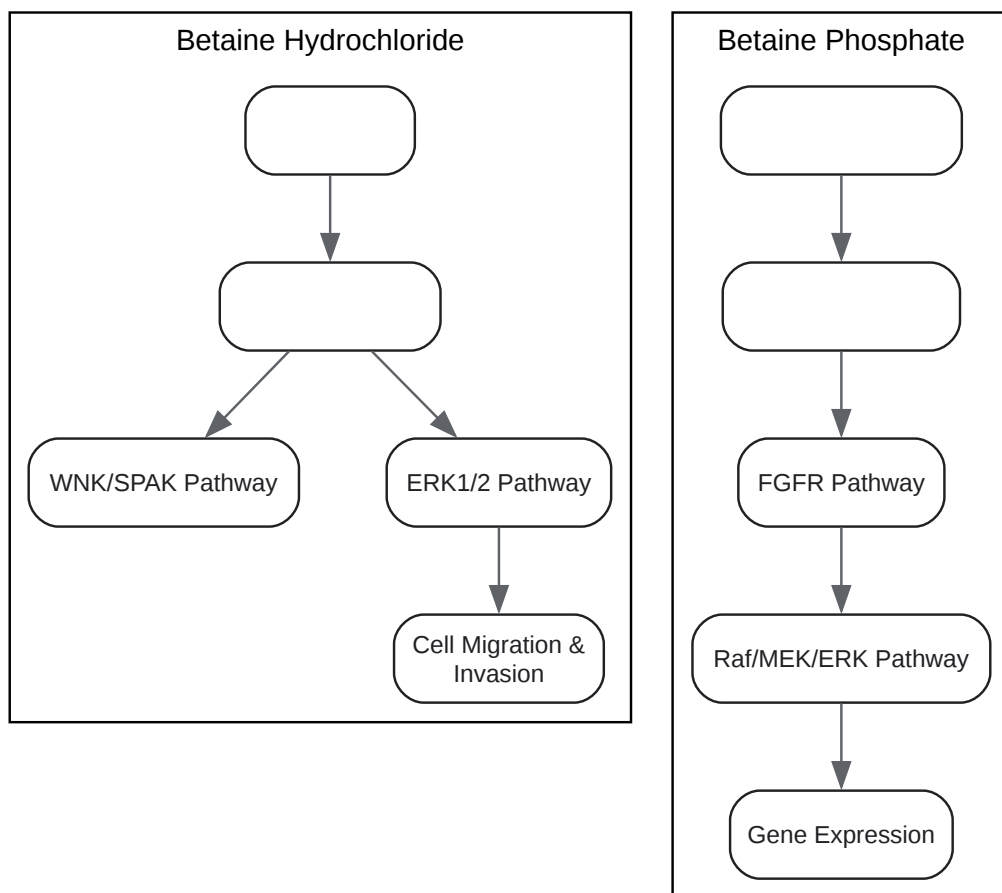 Betaine Hydrochloride
WNK/SPAK Pathway
ERK1/2 Pathway
Cell Migration &
Invasion
Betaine Phosphate
FGFR Pathway
Raf/MEK/ERK Pathway
Gene Expression